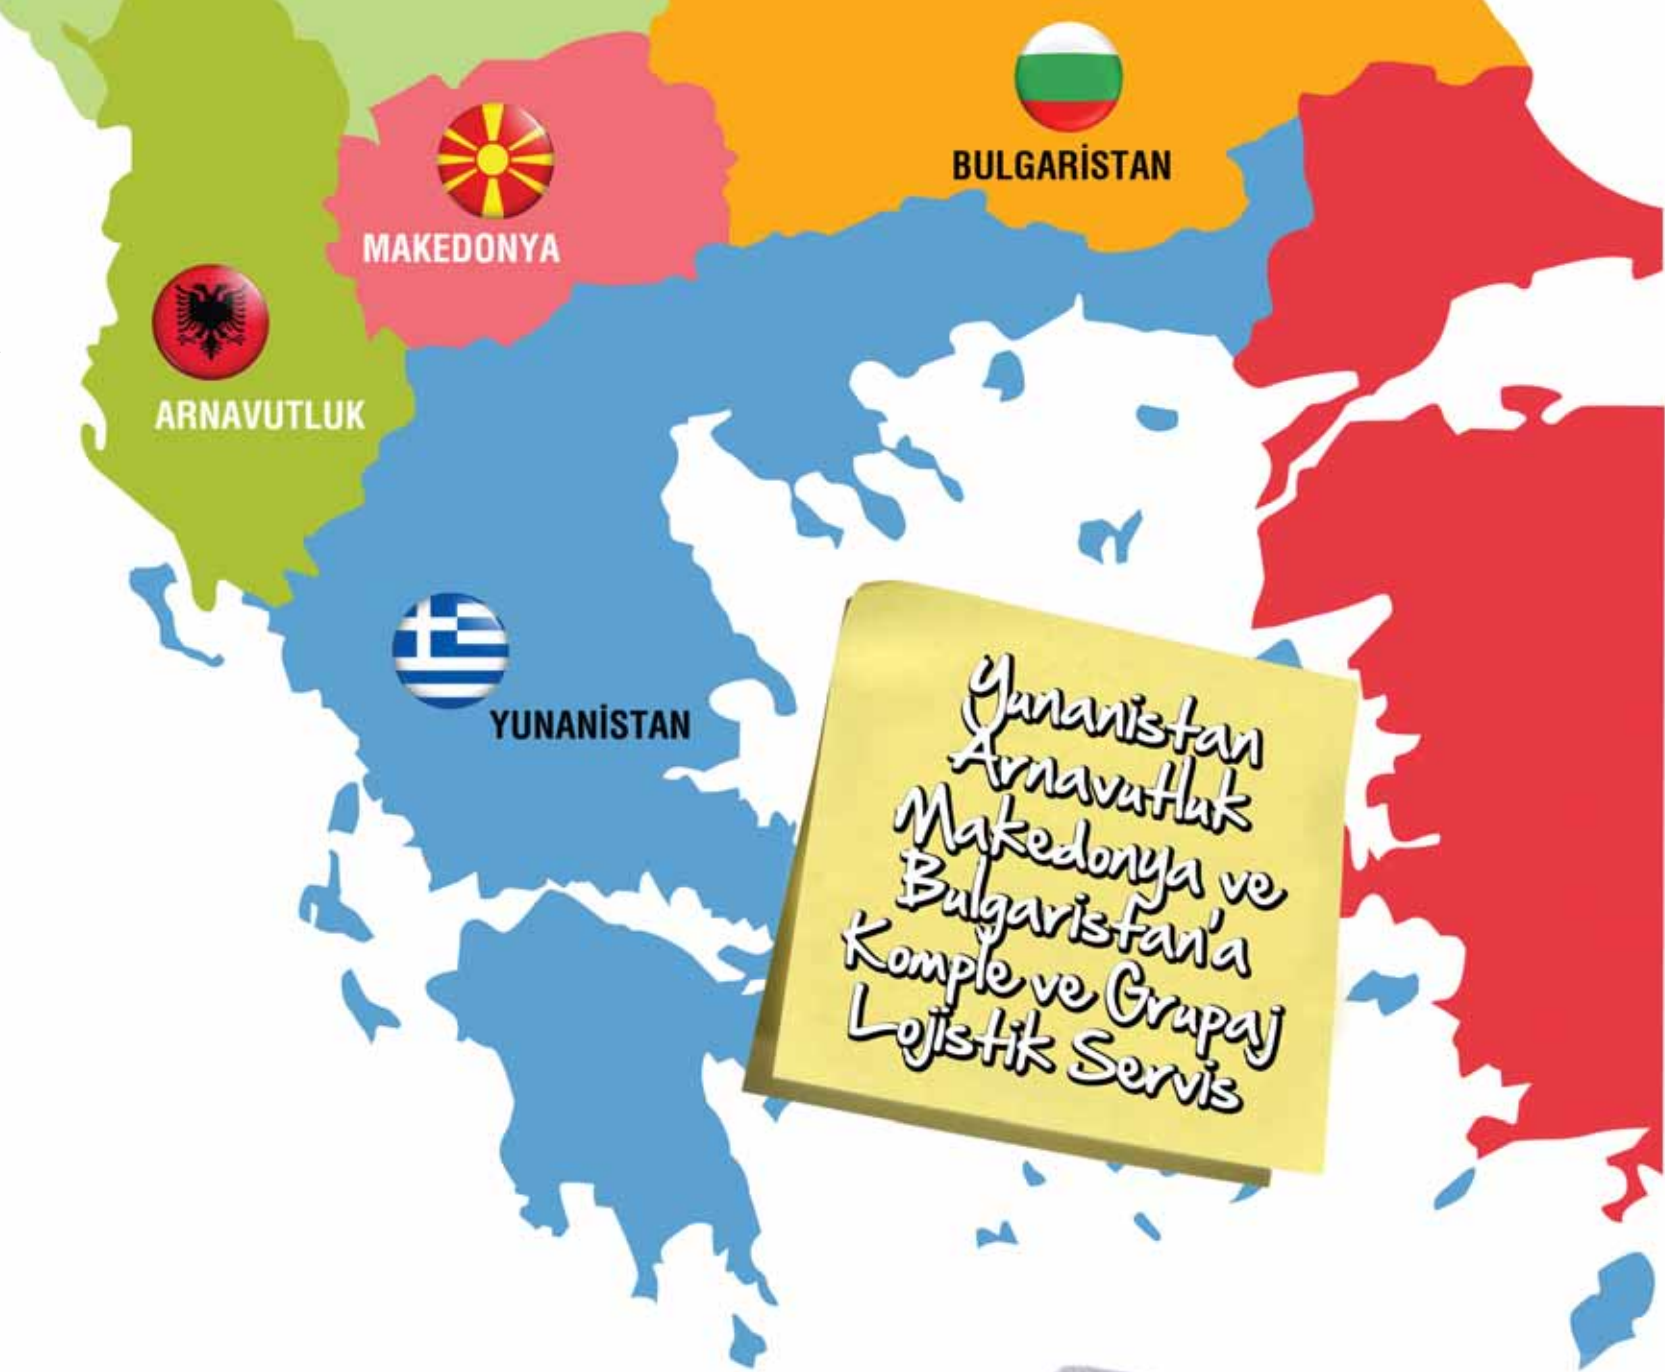 BULGARİSTAN
MAKEDONYA
ARNAVUTLUK
YUNANİSTAN
Yunanistan
Arnavutluk
Makedonya ve
Bulgaristan'a
Komple ve Grupaj
Lojistik Servis